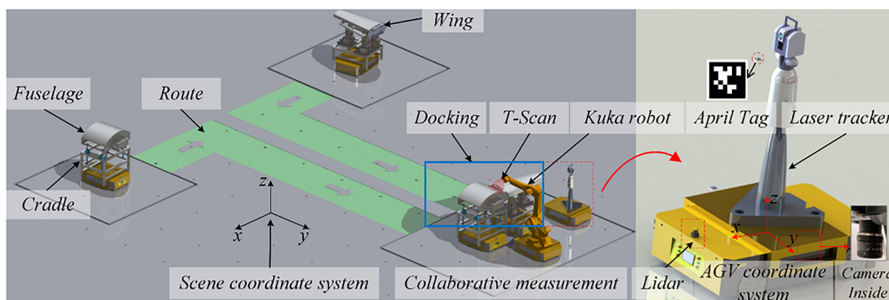 Wing
Fuselage
Route
Docking
T-Scan
Kuka robot
April Tag
Laser tracker
Cradle
z
x
y
Scene coordinate system
Collaborative measurement
z
x
y
Lidar
AGV coordinate
system
Camera
Inside